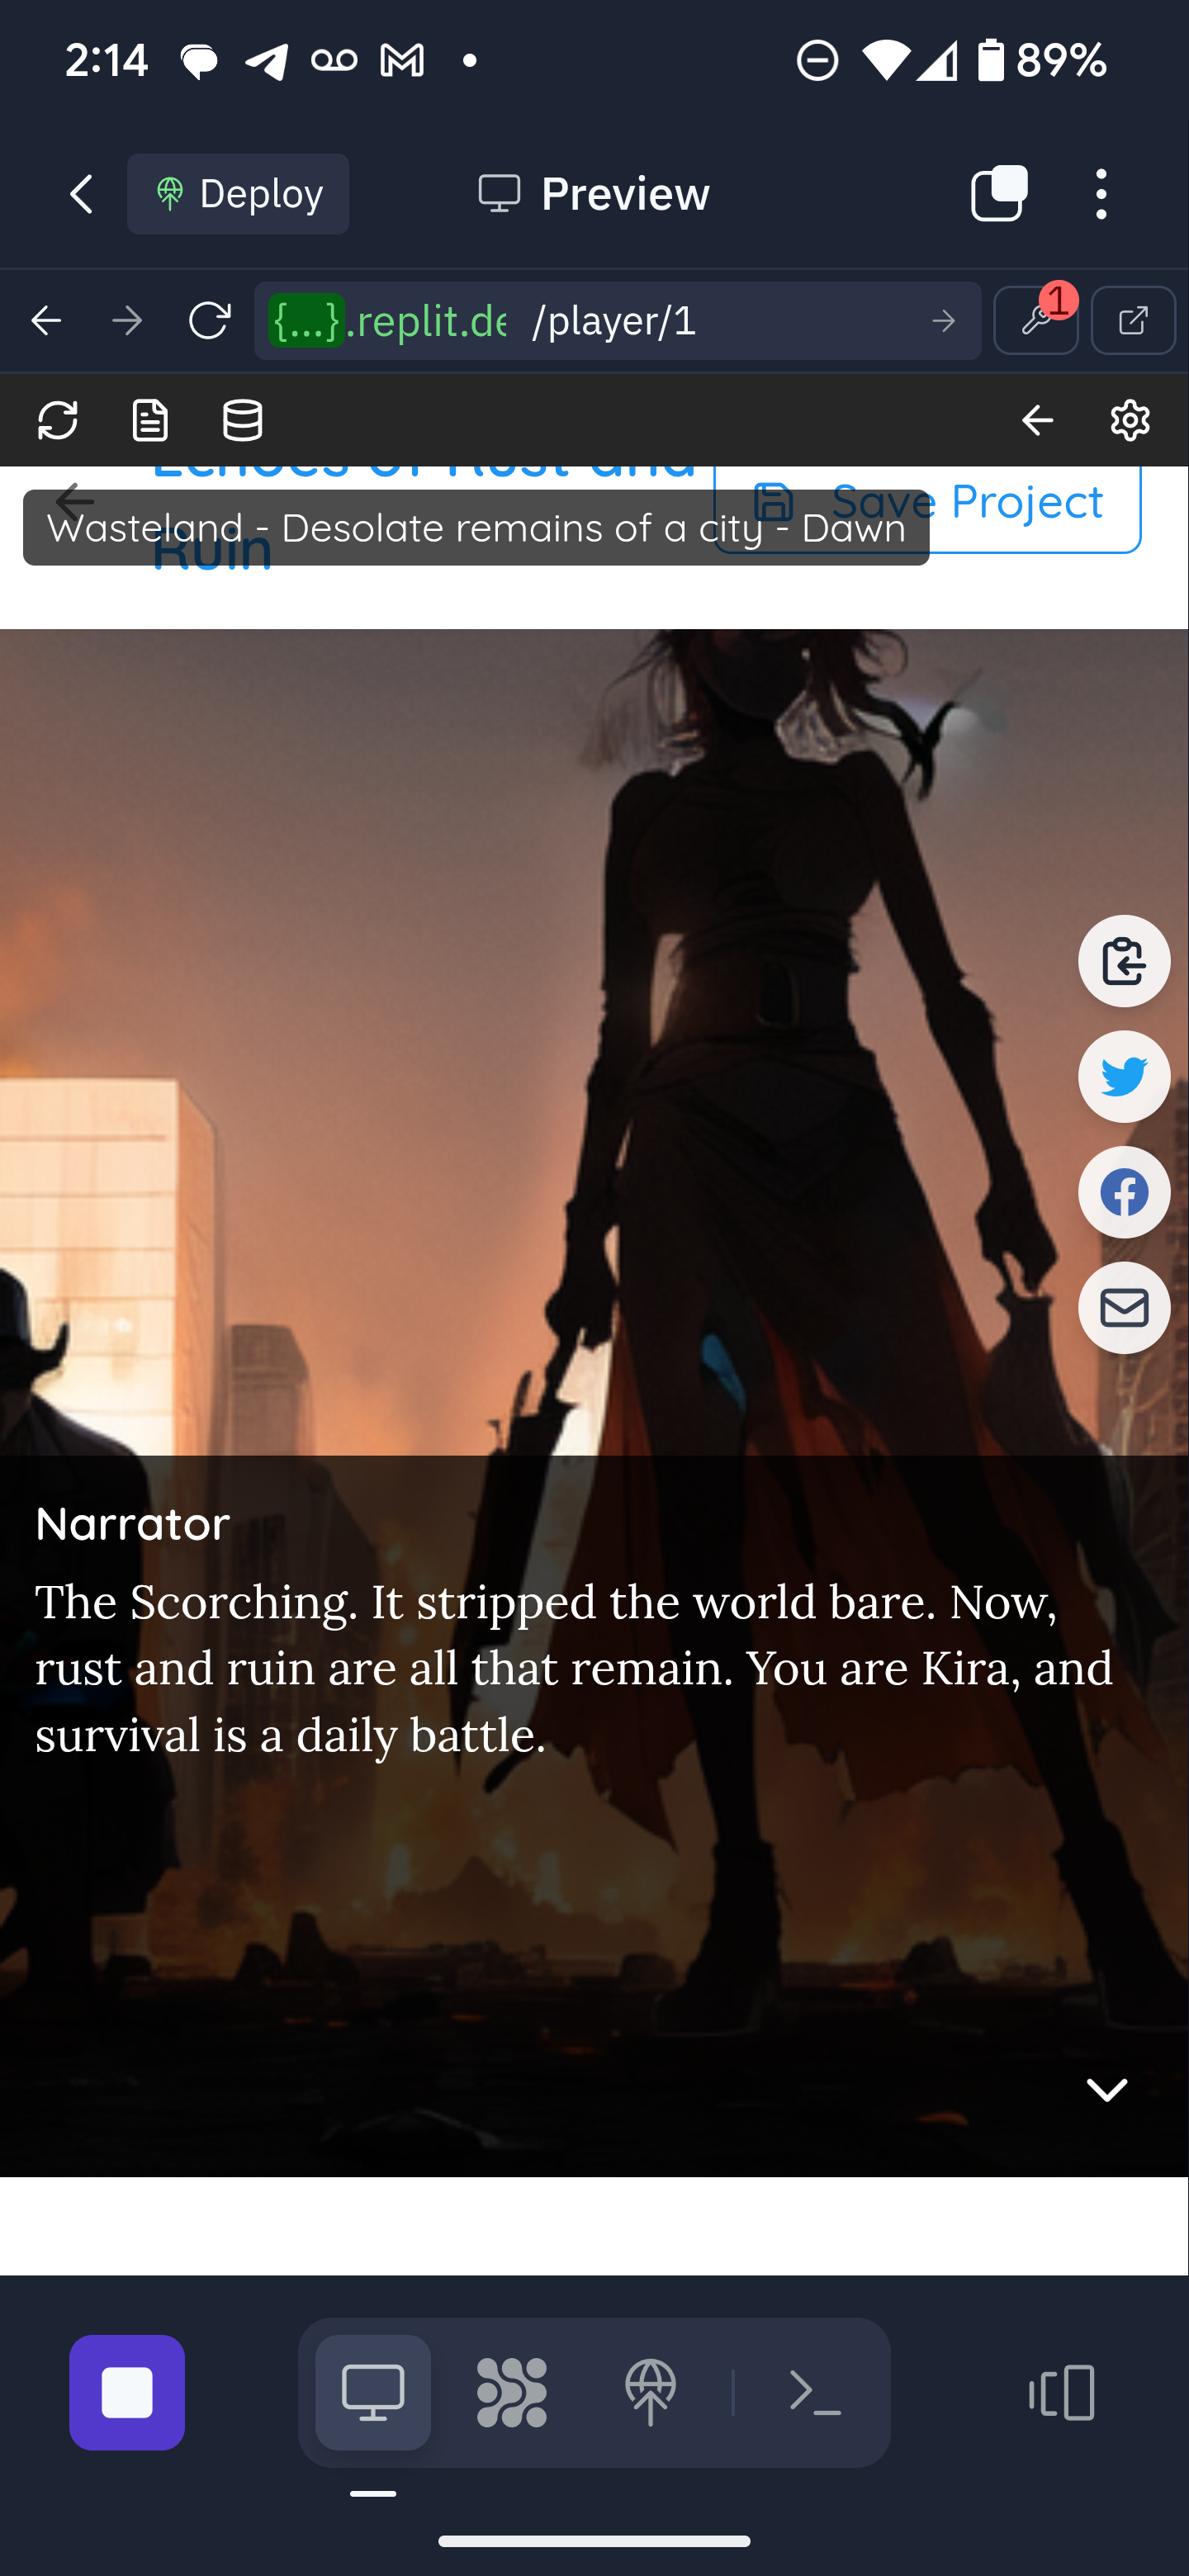 2:14
89%
Deploy
Preview
{...}.replit.de /player/1
1
Echoes of Rust and
Ruin
Save Project
Wasteland - Desolate remains of a city - Dawn
Narrator
The Scorching. It stripped the world bare. Now,
rust and ruin are all that remain. You are Kira, and
survival is a daily battle.